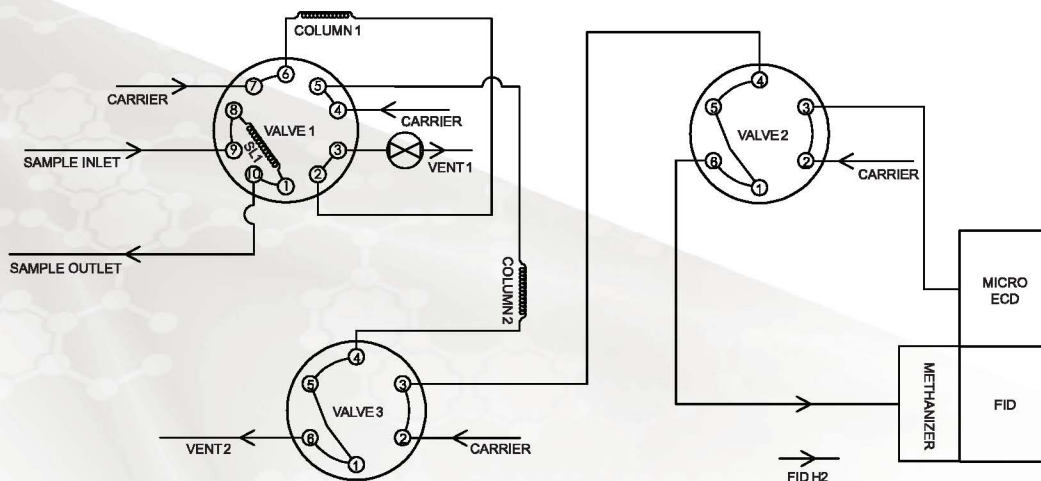 COLUMN 1
6
7
5
CARRIER
8
4
CARRIER
VALVE 1
SL1
SAMPLE INLET
9
3
VENT 1
10
1
2
SAMPLE OUTLET
COLUMN 2
4
5
3
VALVE 3
6
2
VENT 2
CARRIER
1
4
5
3
VALVE 2
6
2
CARRIER
1
MICRO
ECD
METHANIZER
FID
FID H2